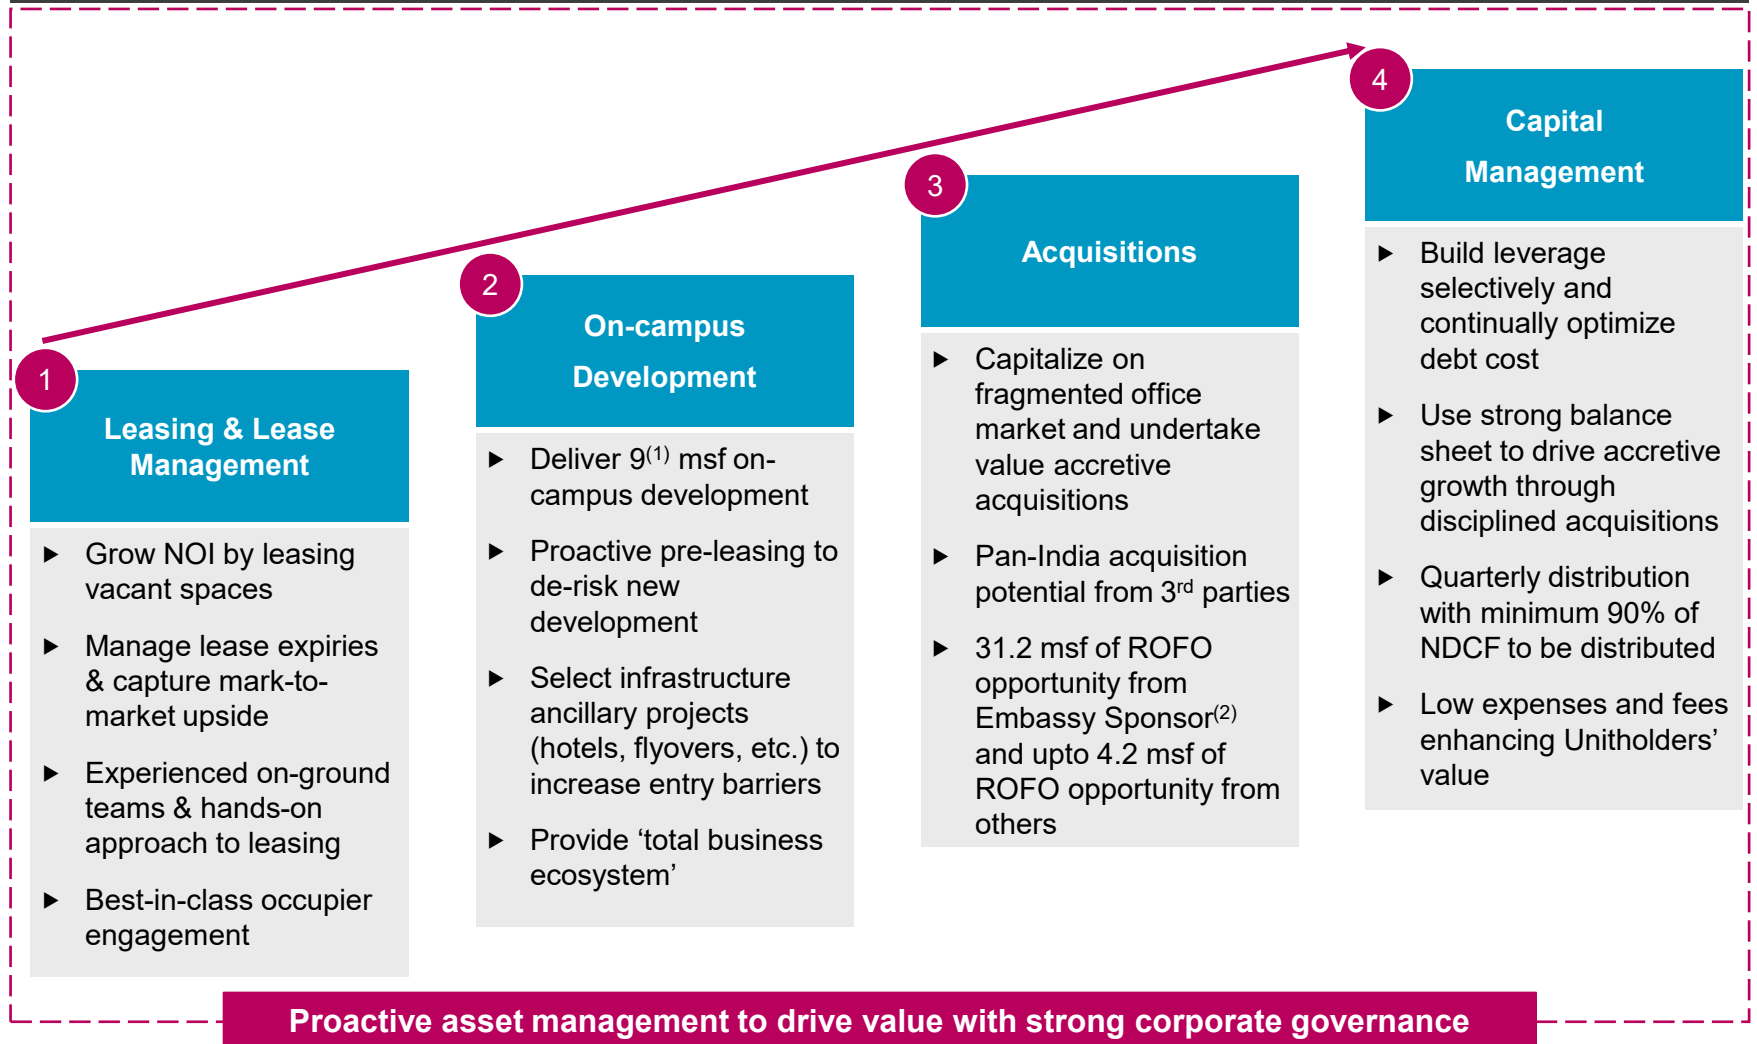 1
Leasing & Lease
Management
► Grow NOI by leasing
vacant spaces
► Manage lease expiries
& capture mark-to-
market upside
► Experienced on-ground
teams & hands-on
approach to leasing
► Best-in-class occupier
engagement
2
On-campus
Development
► Deliver 9(1) msf on-
campus development
► Proactive pre-leasing to
de-risk new
development
► Select infrastructure
ancillary projects
(hotels, flyovers, etc.) to
increase entry barriers
► Provide ‘total business
ecosystem’
3
Acquisitions
► Capitalize on
fragmented office
market and undertake
value accretive
acquisitions
► Pan-India acquisition
potential from 3rd parties
► 31.2 msf of ROFO
opportunity from
Embassy Sponsor(2)
and upto 4.2 msf of
ROFO opportunity from
others
4
Capital
Management
► Build leverage
selectively and
continually optimize
debt cost
► Use strong balance
sheet to drive accretive
growth through
disciplined acquisitions
► Quarterly distribution
with minimum 90% of
NDCF to be distributed
► Low expenses and fees
enhancing Unitholders’
value
Proactive asset management to drive value with strong corporate governance